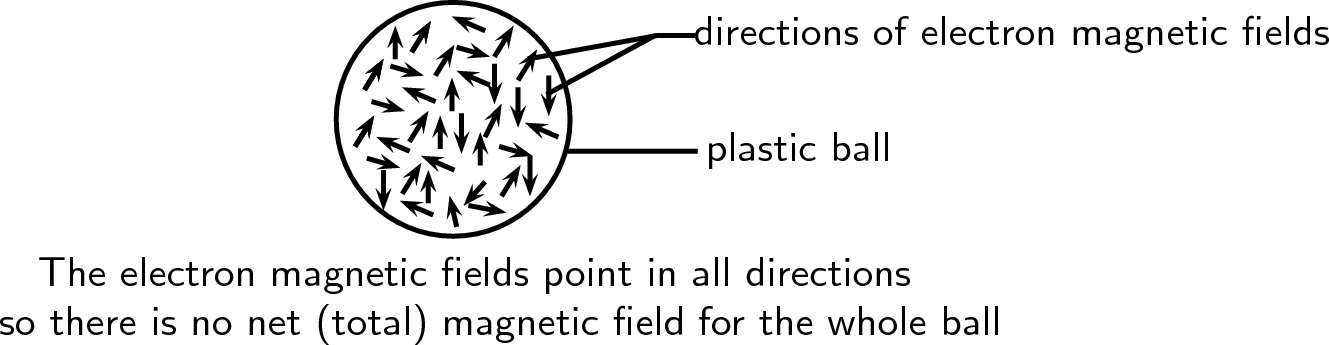 directions of electron magnetic fields
plastic ball
The electron magnetic fields point in all directions
so there is no net (total) magnetic field for the whole ball